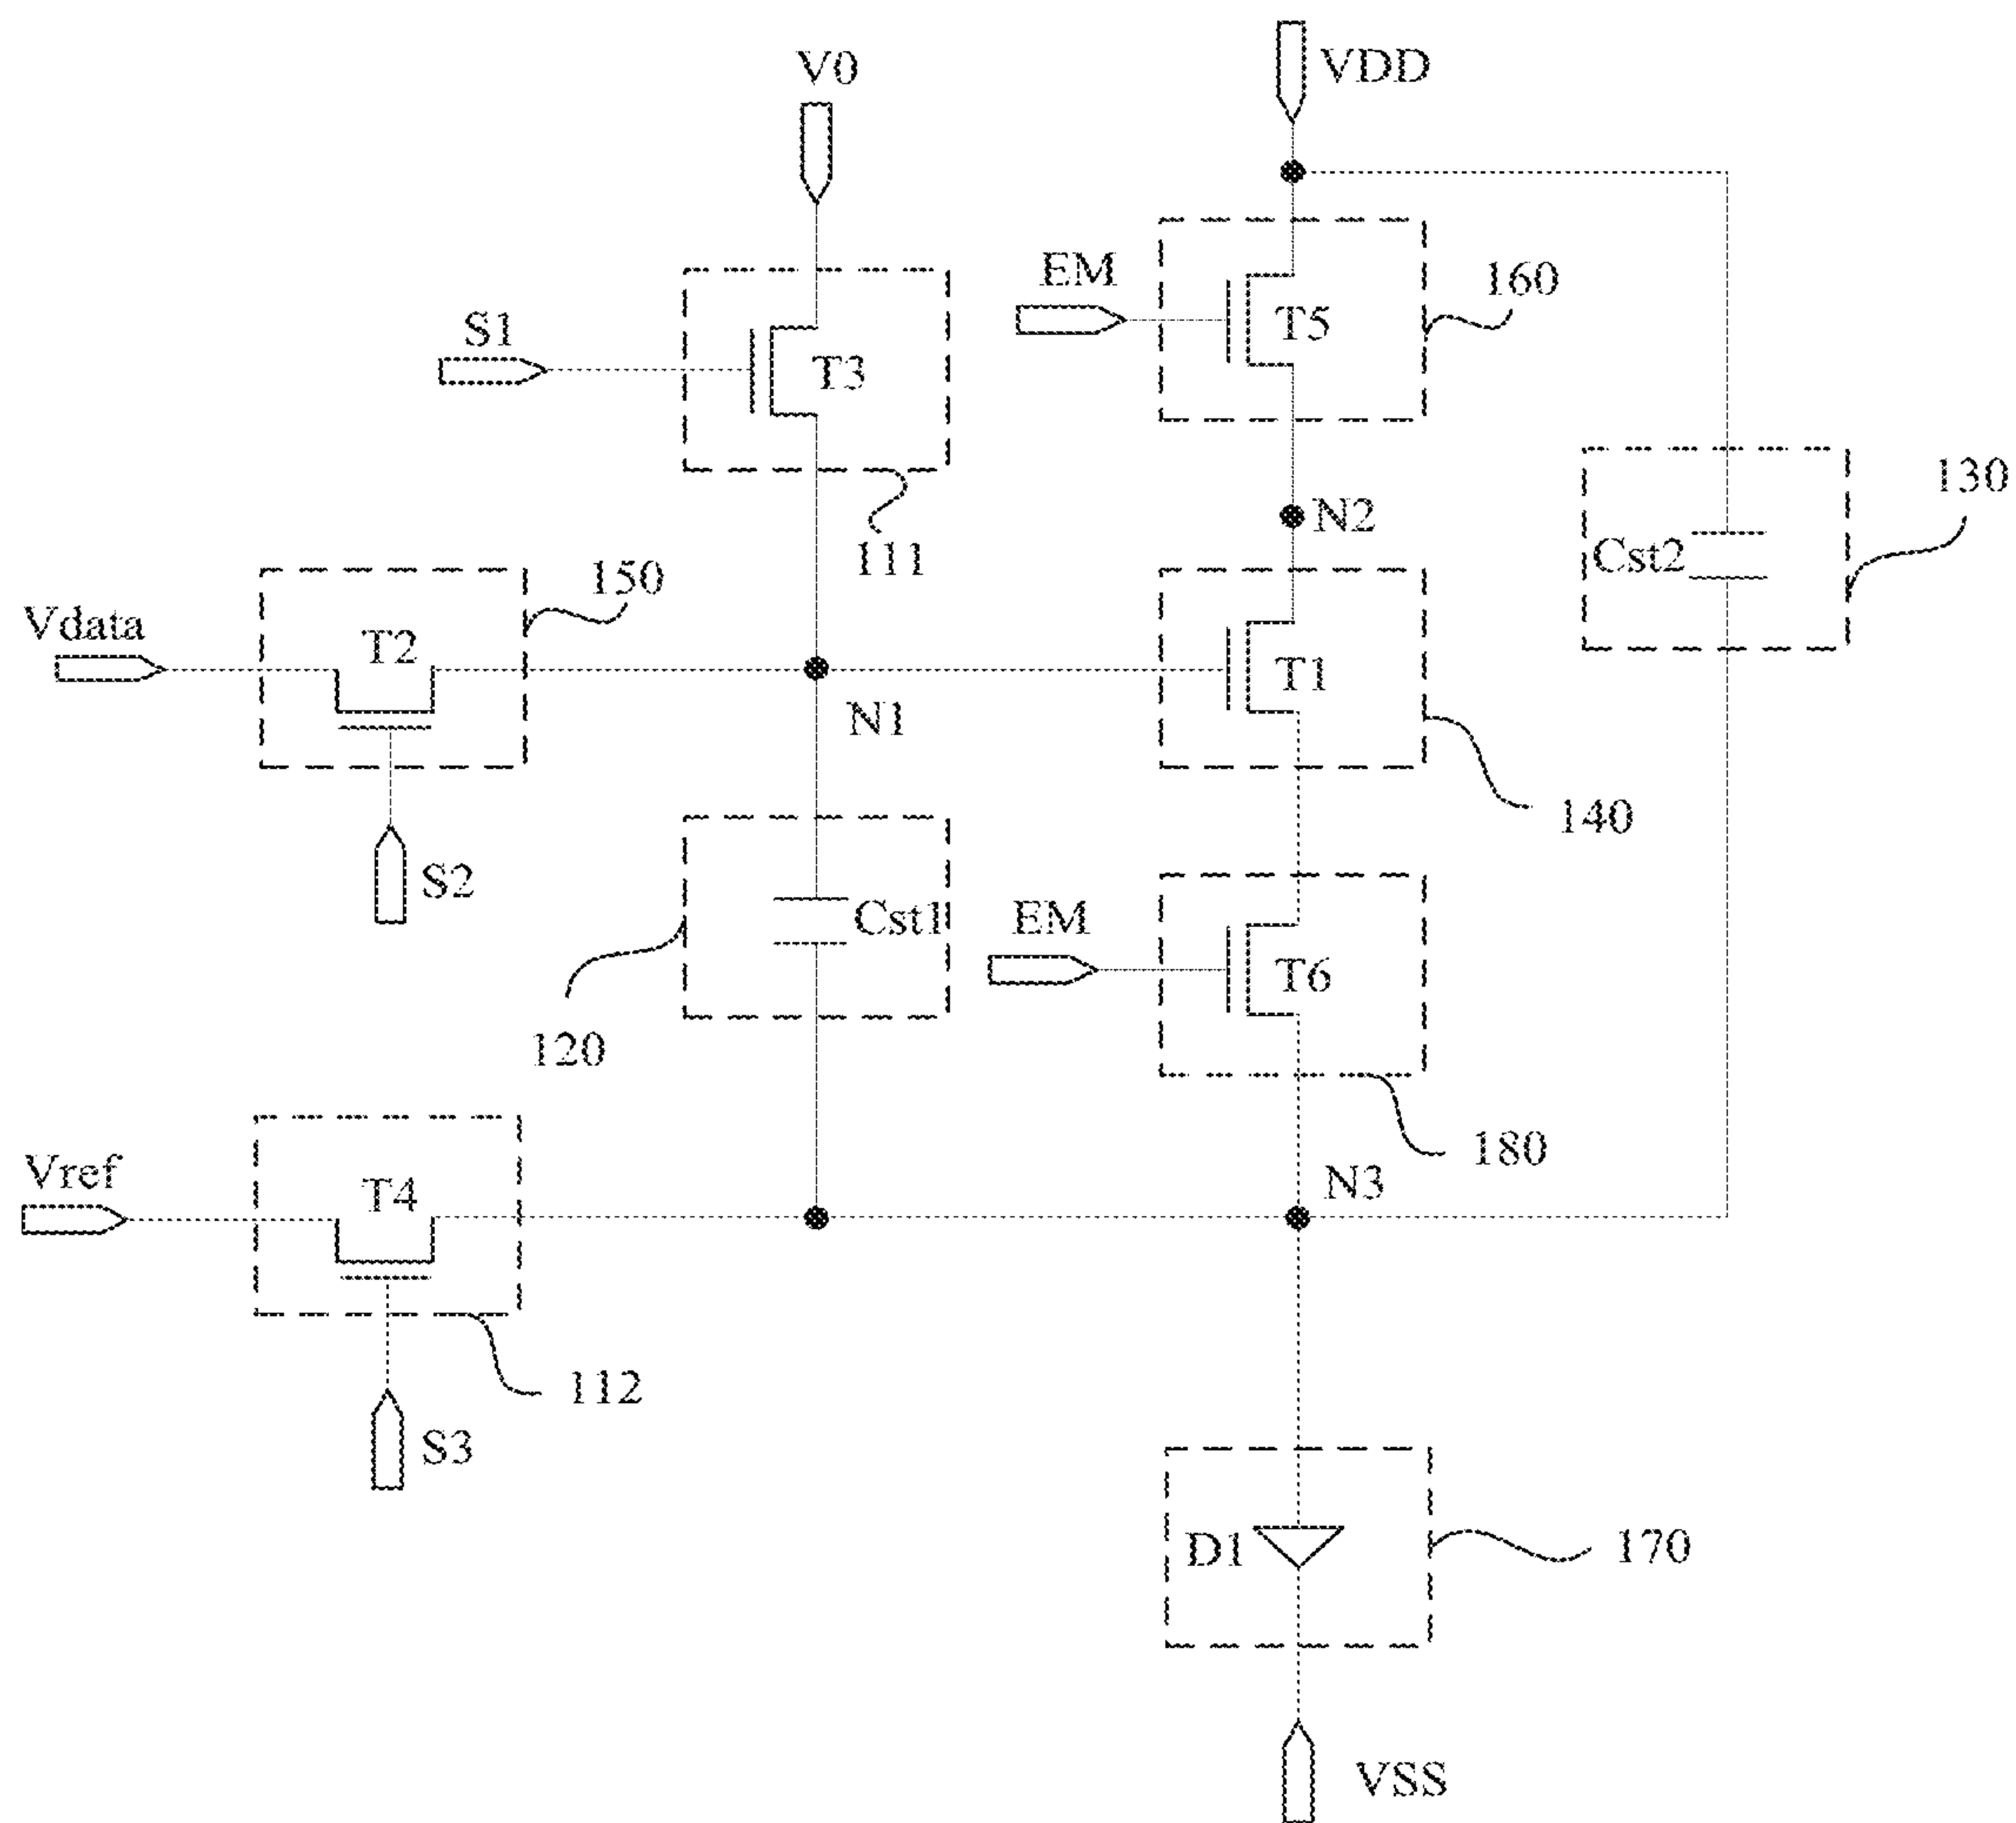 V0
VDD
EM
160
S1
T5
T3
130
N2
111
Cst2
150
Vdata
T2
T1
N1
140
S2
Cst1
EM
T6
120
180
Vref
T4
N3
112
S3
D1
170
VSS